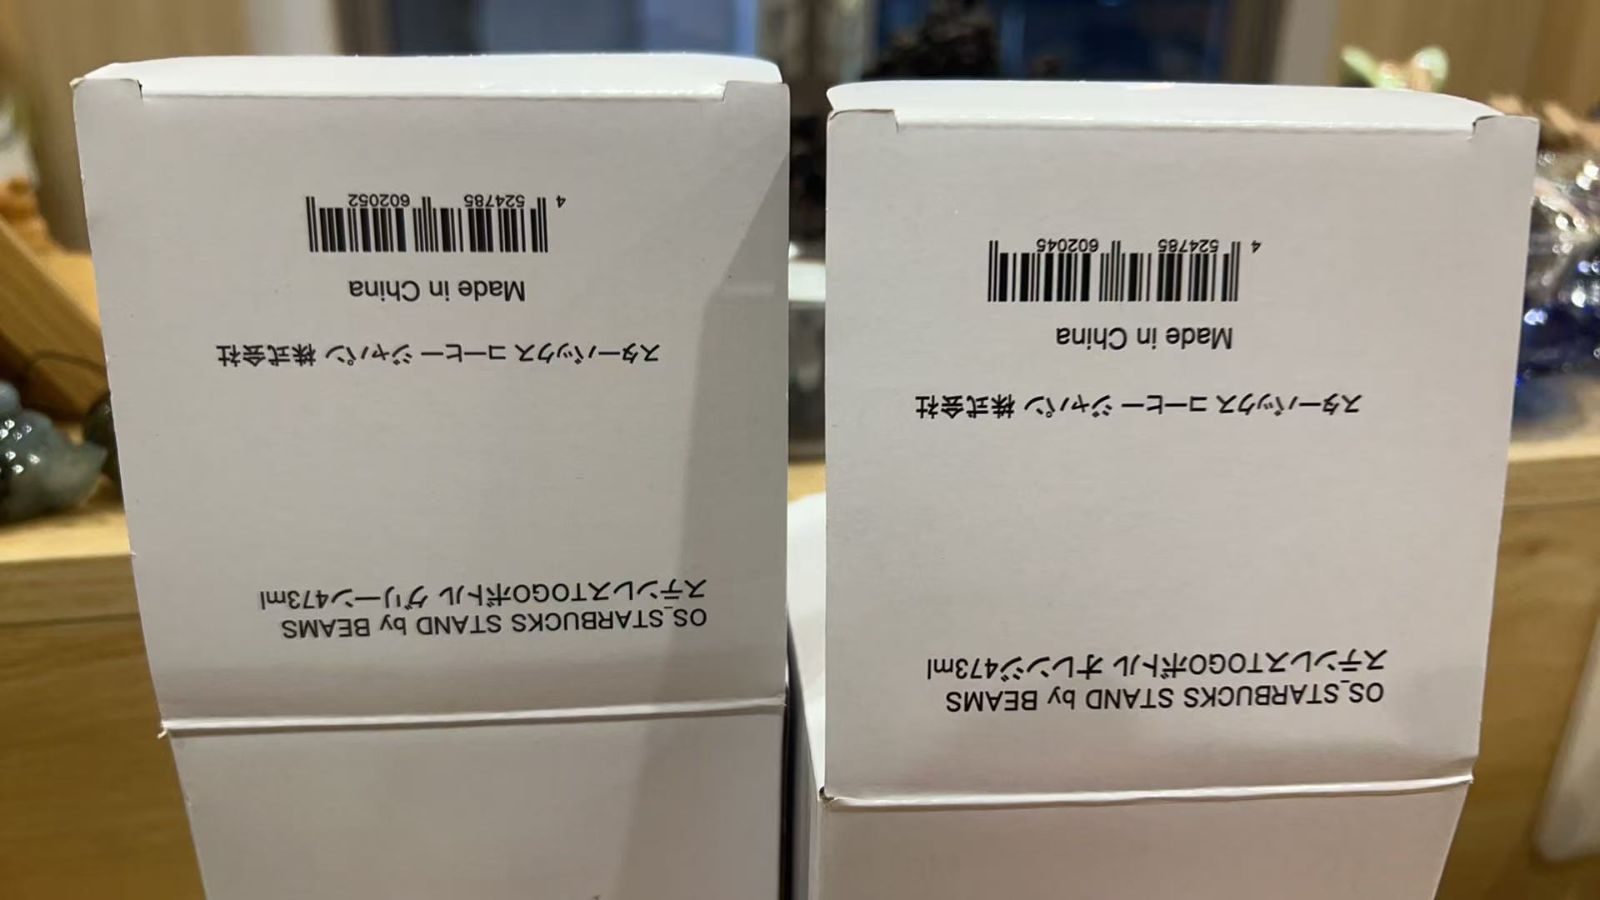 OS_STARBUCKS STAND by BEAMS
ステンレスTOGOボトル グリーン473ml
スターバックス コーヒー ジャパン 株式会社
Made in China
4 524785 602052
OS_STARBUCKS STAND by BEAMS
ステンレスTOGOボトル オレンジ473ml
スターバックス コーヒー ジャパン 株式会社
Made in China
4 524785 602045